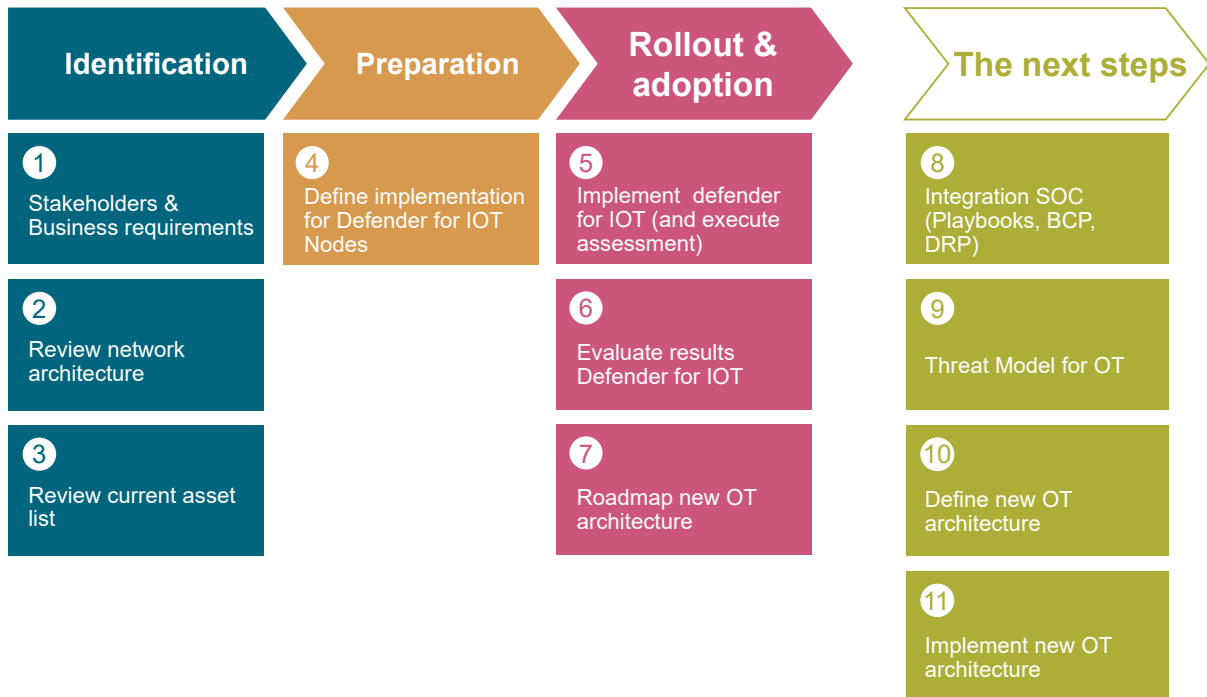 Identification
Preparation
Rollout &
adoption
The next steps
1
Stakeholders &
Business requirements
2
Review network
architecture
3
Review current asset
list
4
Define implementation
for Defender for IOT
Nodes
5
Implement defender
for IOT (and execute
assessment)
6
Evaluate results
Defender for IOT
7
Roadmap new OT
architecture
8
Integration SOC
(Playbooks, BCP,
DRP)
9
Threat Model for OT
10
Define new OT
architecture
11
Implement new OT
architecture